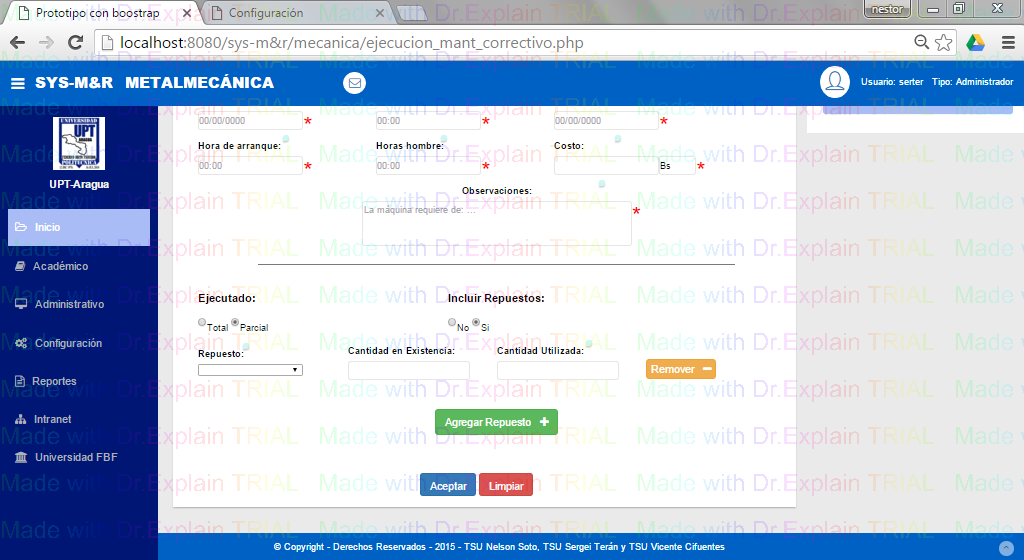 Prototipo con boostrap
Configuración
nestor
localhost:8080/sys-m&r/mecanica/ejecucion_mant_correctivo.php
SYS-M&R METALMECÁNICA
Usuario: serter Tipo: Administrador
UNIVERSIDAD
UPT
ARAGUA
POLITÉCNICA
UPT-Aragua
Inicio
Académico
Administrativo
Configuración
Reportes
Intranet
Universidad FBF
00/00/0000 *
00:00 *
00/00/0000 *
Hora de arranque:
Horas hombre:
Costo:
00:00 *
00:00 *
Bs *
Observaciones:
La máquina requiere de: ... *
Ejecutado:
Incluir Repuestos:
Total Parcial
No Si
Repuesto:
Cantidad en Existencia:
Cantidad Utilizada:
Remover
Agregar Repuesto
Aceptar
Limpiar
© Copyright - Derechos Reservados - 2015 - TSU Nelson Soto, TSU Sergei Terán y TSU Vicente Cifuentes
Made with Dr.Explain TRIAL